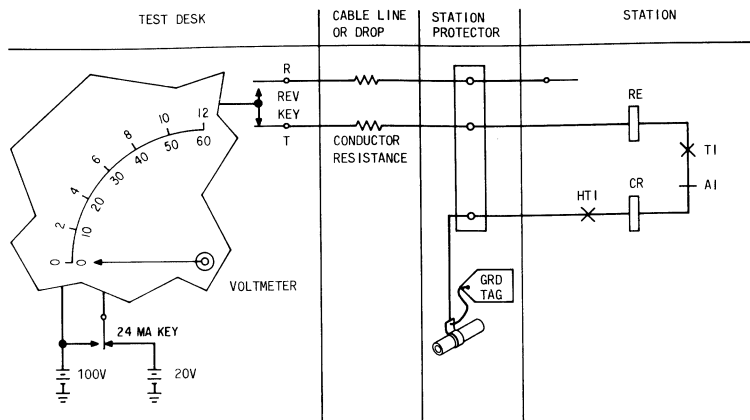 TEST DESK
CABLE LINE
OR DROP
STATION
PROTECTOR
STATION
R
REV
KEY
T
CONDUCTOR
RESISTANCE
RE
TI
AI
CR
HTI
0 2 4 6 8 10 12
0 10 20 30 40 50 60
VOLTMETER
GRD
TAG
24 MA KEY
100V
20V